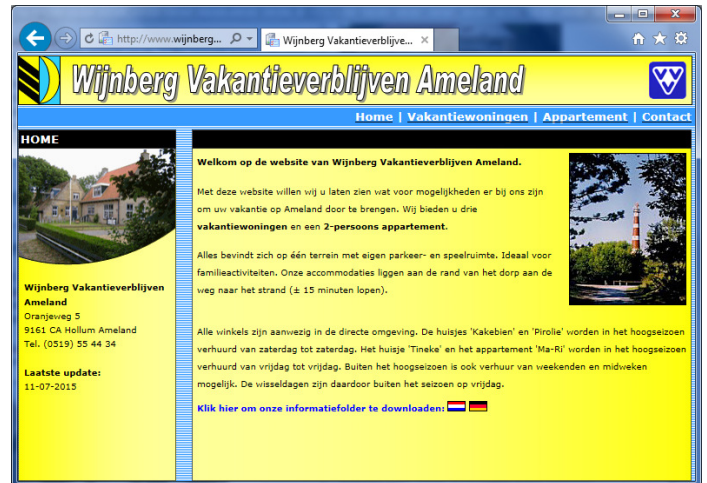 http://www.wijnberg...
Wijnberg Vakantieverblijve...
Wijnberg Vakantieverblijven Ameland
VVV
Home | Vakantiewoningen | Appartement | Contact
HOME
Wijnberg Vakantieverblijven
Ameland
Oranjeweg 5
9161 CA Hollum Ameland
Tel. (0519) 55 44 34
Laatste update:
11-07-2015
Welkom op de website van Wijnberg Vakantieverblijven Ameland.
Met deze website willen wij u laten zien wat voor mogelijkheden er bij ons zijn
om uw vakantie op Ameland door te brengen. Wij bieden u drie
vakantiewoningen en een 2-persoons appartement.
Alles bevindt zich op één terrein met eigen parkeer- en speelruimte. Ideaal voor
familieactiviteiten. Onze accommodaties liggen aan de rand van het dorp aan de
weg naar het strand (± 15 minuten lopen).
Alle winkels zijn aanwezig in de directe omgeving. De huisjes 'Kakebien' en 'Pirolie' worden in het hoogseizoen
verhuurd van zaterdag tot zaterdag. Het huisje 'Tineke' en het appartement 'Ma-Ri' worden in het hoogseizoen
verhuurd van vrijdag tot vrijdag. Buiten het hoogseizoen is ook verhuur van weekenden en midweken
mogelijk. De wisseldagen zijn daardoor buiten het seizoen op vrijdag.
Klik hier om onze informatiefolder te downloaden: